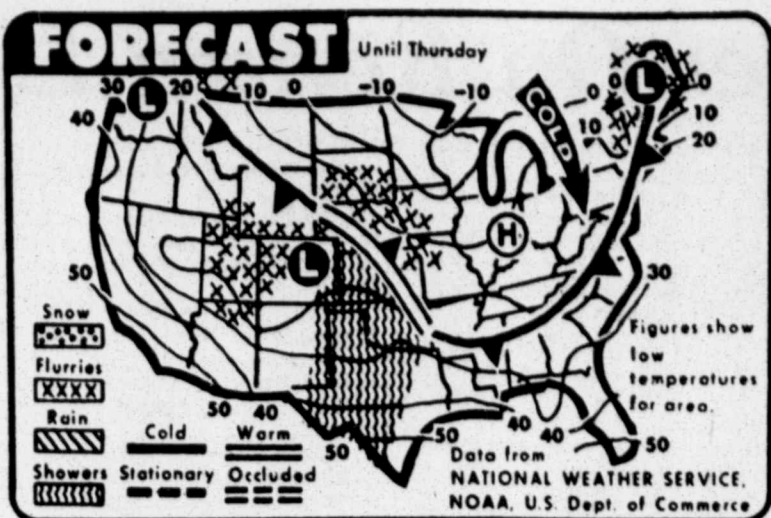 FORECAST Until Thursday
30 L 20 10 0 -10 -10 0 0 L 0
40 COLD 10 10
20
H
L
50 30
Snow Figures show
Flurries low
temperatures
Rain for area.
50 40 40 40
Cold Warm 50 50 50
Showers Stationary Occluded Data from
NATIONAL WEATHER SERVICE,
NOAA, U.S. Dept. of Commerce